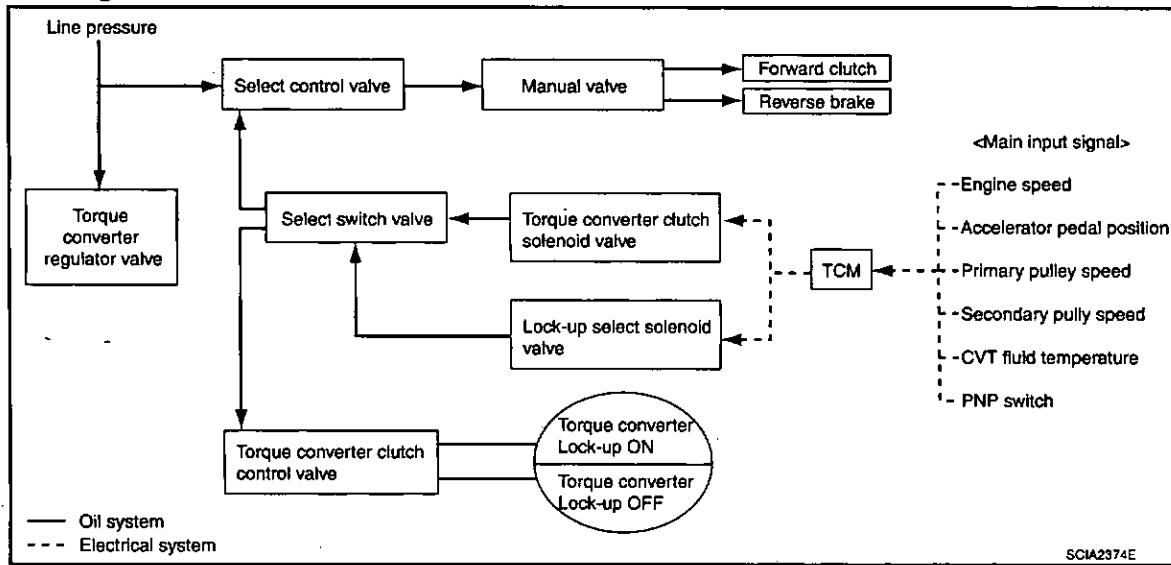 Line pressure
Select control valve
Manual valve
Forward clutch
Reverse brake
<Main input signal>
Torque
converter
regulator valve
Select switch valve
Torque converter clutch
solenoid valve
TCM
Engine speed
Accelerator pedal position
Primary pulley speed
Secondary pully speed
CVT fluid temperature
PNP switch
Lock-up select solenoid
valve
Torque converter clutch
control valve
Torque converter
Lock-up ON
Torque converter
Lock-up OFF
Oil system
Electrical system
SCIA2374E